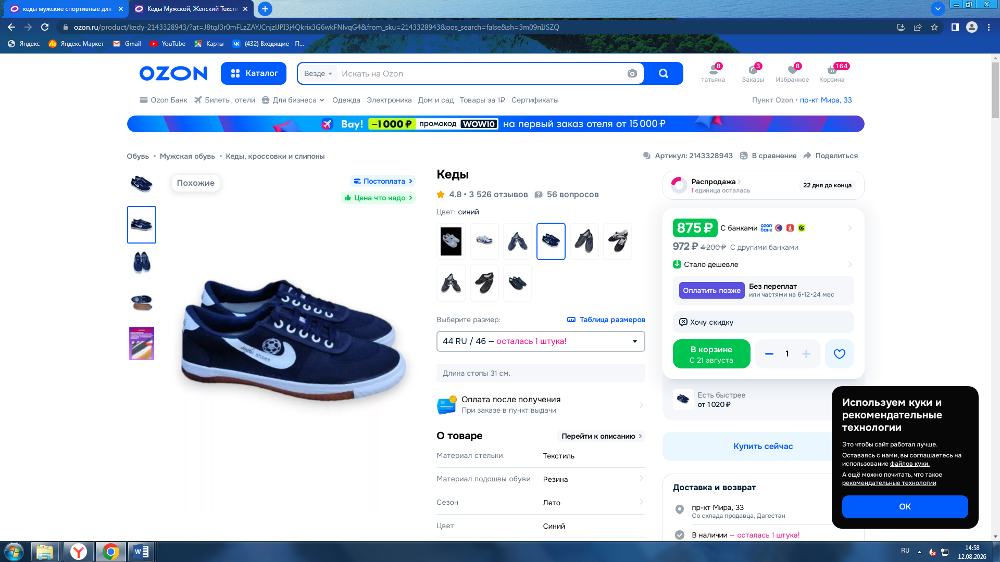 кеды мужские спортивные для
Кеды Мужской, Женский Тексти
ozon.ru/product/kedy-2143328943/?at=J8tgJ3r0mFLzZAYJCnjzIJPI3j4Qkrix3G6wkFNlvqG4&from_sku=2143328943&oos_search=false&sh=3m09nIJSZQ
Яндекс
Яндекс Маркет
Gmail
YouTube
Карты
(432) Входящие - П...
OZON
Каталог
Везде
Искать на Ozon
8
татьяна
3
Заказы
8
Избранное
164
Корзина
Ozon Банк
Билеты, отели
Для бизнеса
Одежда
Электроника
Дом и сад
Товары за 1₽
Сертификаты
Пункт Ozon • пр-кт Мира, 33
Вау! −1 000 ₽ промокод WOW10 на первый заказ отеля от 15 000 ₽
Обувь • Мужская обувь • Кеды, кроссовки и слипоны
Артикул: 2143328943
В сравнение
Поделиться
Похожие
Постоплата
Цена что надо
Jintai shoes
Кеды
4.8 • 3 526 отзывов
56 вопросов
Цвет: синий
Выберите размер:
Таблица размеров
44 RU / 46 — осталась 1 штука!
Длина стопы 31 см.
Оплата после получения
При заказе в пункт выдачи
О товаре
Перейти к описанию
Материал стельки
Текстиль
Материал подошвы обуви
Резина
Сезон
Лето
Цвет
Синий
Распродажа
1 единица осталась
22 дня до конца
875 ₽
С банками
ozon банк
972 ₽ 4 200 ₽ С другими банками
Стало дешевле
Оплатить позже
Без переплат
или частями на 6•12•24 мес
Хочу скидку
В корзине
С 21 августа
1
Есть быстрее
от 1 020 ₽
Купить сейчас
Доставка и возврат
пр-кт Мира, 33
Со склада продавца, Дагестан
В наличии — осталась 1 штука!
Используем куки и
рекомендательные
технологии
Это чтобы сайт работал лучше.
Оставаясь с нами, вы соглашаетесь на
использование файлов куки.
А ещё можно почитать, что такое
рекомендательные технологии
ОК
RU
14:58
12.08.2026